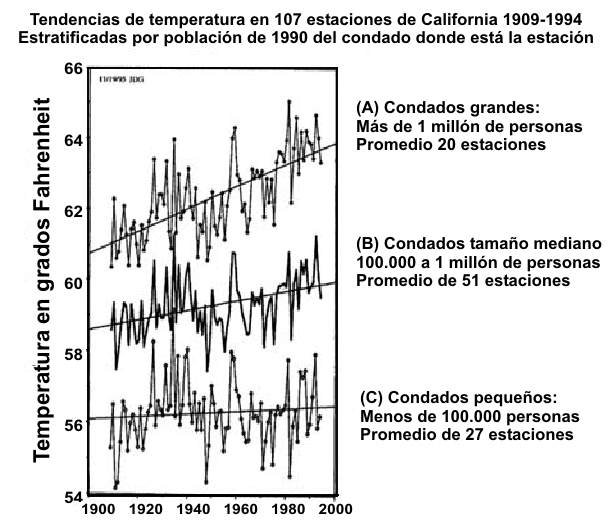 Tendencias de temperatura en 107 estaciones de California 1909-1994
Estratificadas por población de 1990 del condado donde está la estación
Temperatura en grados Fahrenheit
66
64
62
60
58
56
54
1900
1920
1940
1960
1980
2000
(A) Condados grandes:
Más de 1 millón de personas
Promedio 20 estaciones
(B) Condados tamaño mediano
100.000 a 1 millón de personas
Promedio de 51 estaciones
(C) Condados pequeños:
Menos de 100.000 personas
Promedio de 27 estaciones